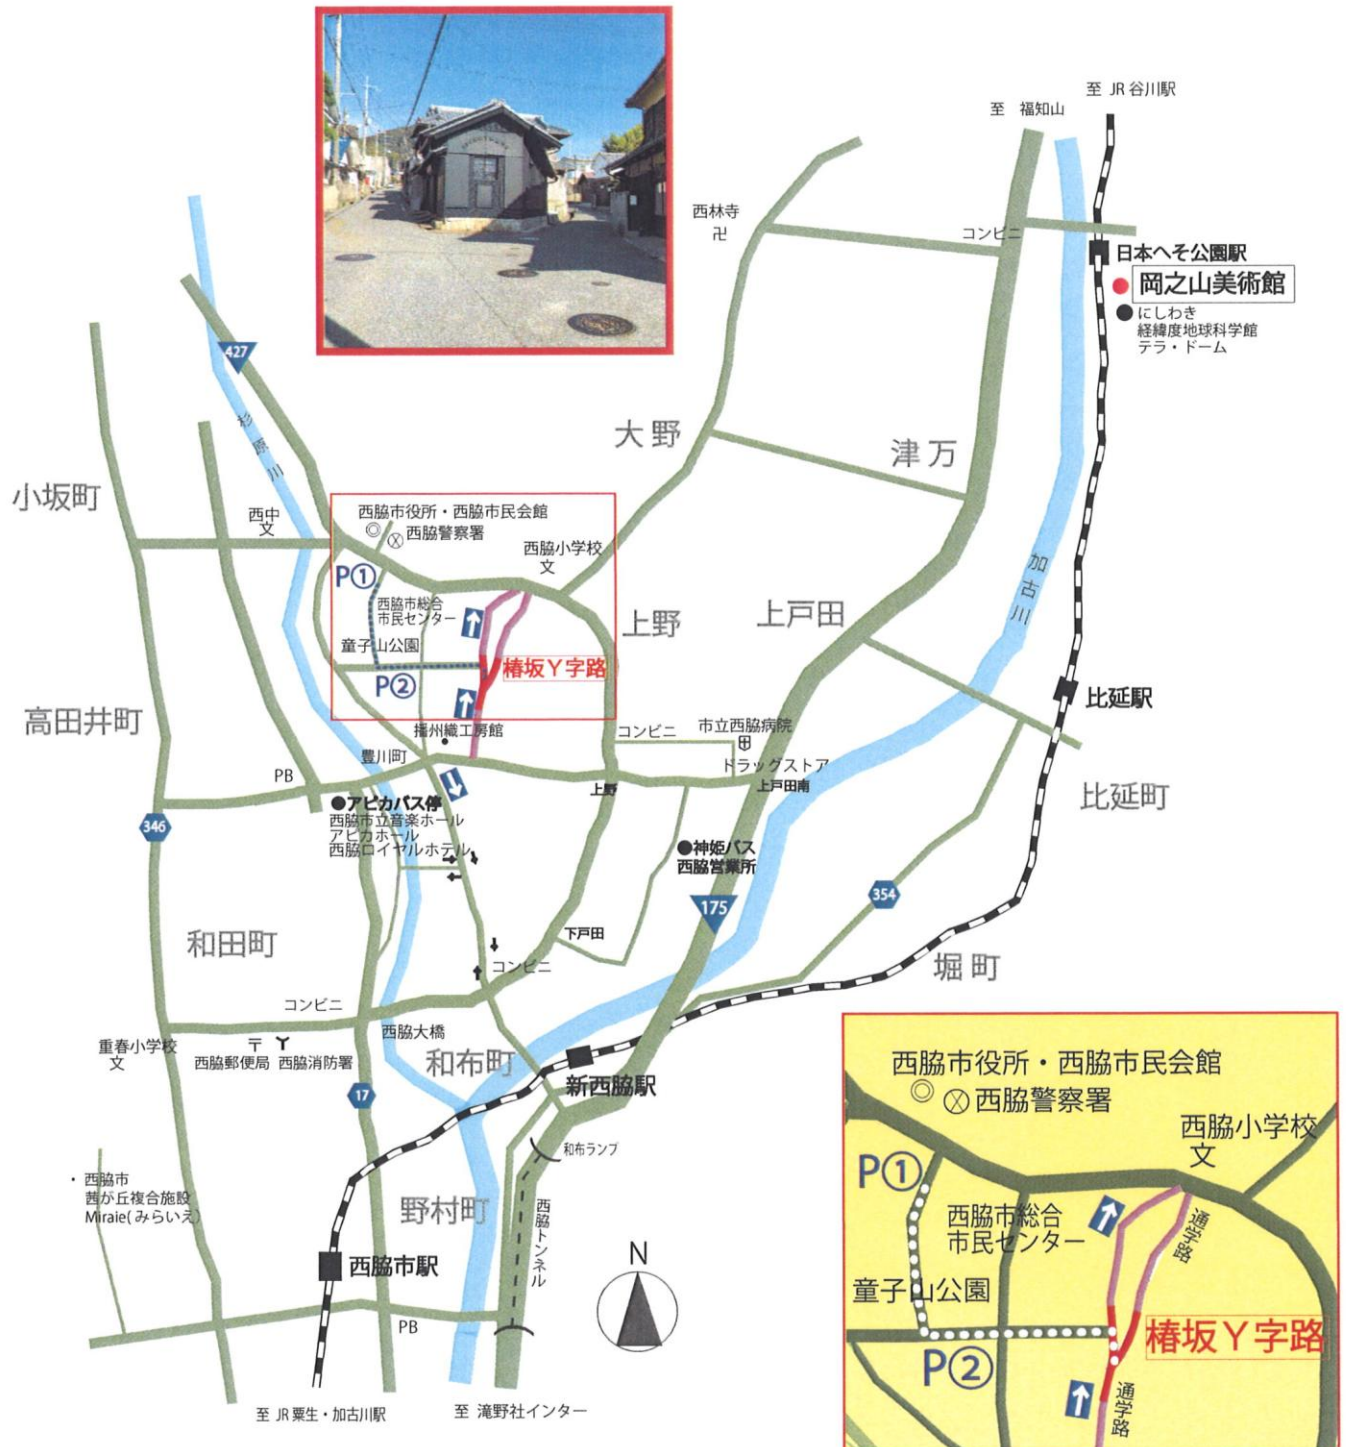 至 JR 谷川駅
至 福知山
西林寺
卍
コンビニ
日本へそ公園駅
岡之山美術館
にしわき
経緯度地球科学館
テラ・ドーム
427
杉原川
大野
津万
小坂町
西中
文
西脇市役所・西脇市民会館
西脇警察署
西脇小学校
文
P①
西脇市総合
市民センター
童子山公園
P②
椿坂Y字路
上野
上戸田
加古川
比延駅
高田井町
播州織工房館
豊川町
コンビニ
市立西脇病院
ドラッグストア
上戸田南
上野
PB
346
アピカバス停
西脇市立音楽ホール
アピカホール
西脇ロイヤルホテル
神姫バス
西脇営業所
175
354
比延町
和田町
下戸田
コンビニ
堀町
コンビニ
西脇大橋
重春小学校
文
〒
西脇郵便局 西脇消防署
和布町
新西脇駅
17
和布ランプ
・西脇市
茜が丘複合施設
Miraie(みらいえ)
野村町
西脇トンネル
西脇市駅
N
PB
至 JR 粟生・加古川駅
至 滝野社インター
西脇市役所・西脇市民会館
西脇警察署
西脇小学校
文
P①
西脇市総合
市民センター
通学路
童子山公園
椿坂Y字路
P②
通学路